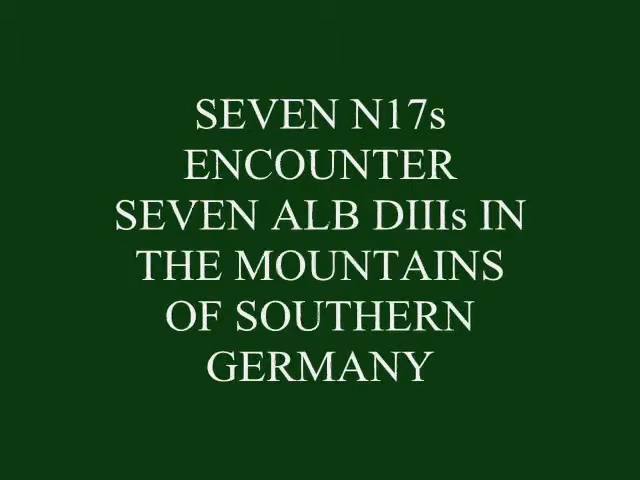 SEVEN N17s
ENCOUNTER
SEVEN ALB DIIIs IN
THE MOUNTAINS
OF SOUTHERN
GERMANY